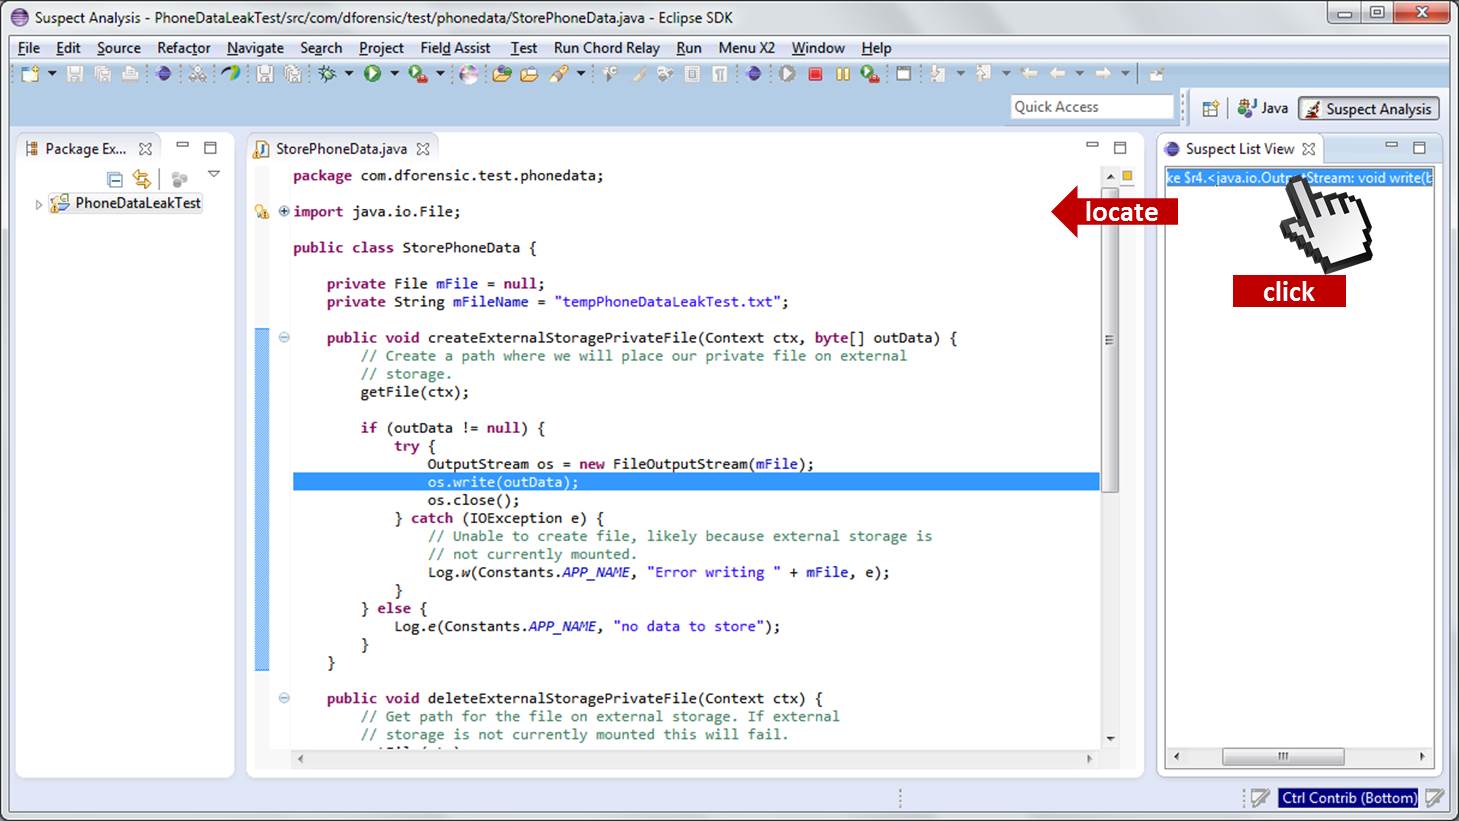 Suspect Analysis - PhoneDataLeakTest/src/com/dforensic/test/phonedata/StorePhoneData.java - Eclipse SDK
File Edit Source Refactor Navigate Search Project Field Assist Test Run Chord Relay Run Menu X2 Window Help
Quick Access
Java
Suspect Analysis
Package Ex...
PhoneDataLeakTest
StorePhoneData.java
package com.dforensic.test.phonedata;
import java.io.File;
public class StorePhoneData {
private File mFile = null;
private String mFileName = "tempPhoneDataLeakTest.txt";
public void createExternalStoragePrivateFile(Context ctx, byte[] outData) {
// Create a path where we will place our private file on external
// storage.
getFile(ctx);
if (outData != null) {
try {
OutputStream os = new FileOutputStream(mFile);
os.write(outData);
os.close();
} catch (IOException e) {
// Unable to create file, likely because external storage is
// not currently mounted.
Log.w(Constants.APP_NAME, "Error writing " + mFile, e);
}
} else {
Log.e(Constants.APP_NAME, "no data to store");
}
}
public void deleteExternalStoragePrivateFile(Context ctx) {
// Get path for the file on external storage. If external
// storage is not currently mounted this will fail.
locate
Suspect List View
ke $r4.<java.io.OutputStream: void write(b
click
Ctrl Contrib (Bottom)